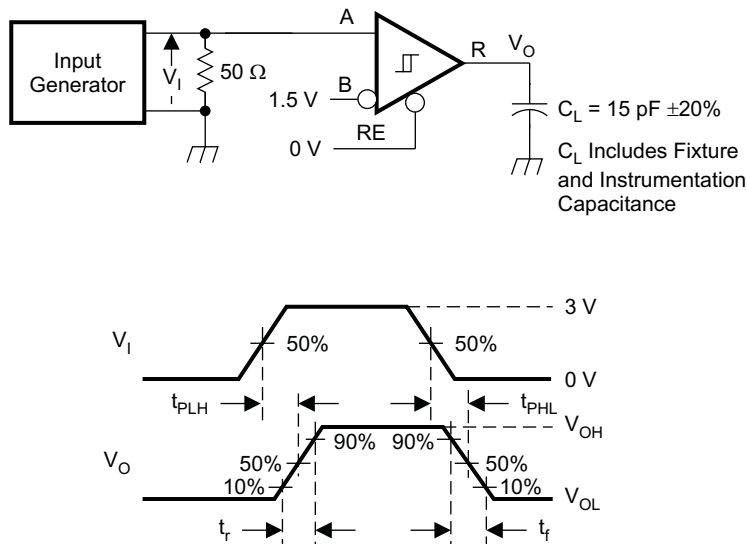 Input
Generator
V_I
50 Ω
A
B
1.5 V
RE
0 V
R
V_O
C_L = 15 pF ±20%
C_L Includes Fixture
and Instrumentation
Capacitance
3 V
V_I
50%
50%
0 V
t_PLH
t_PHL
V_OH
90%
90%
V_O
50%
50%
10%
10%
V_OL
t_r
t_f